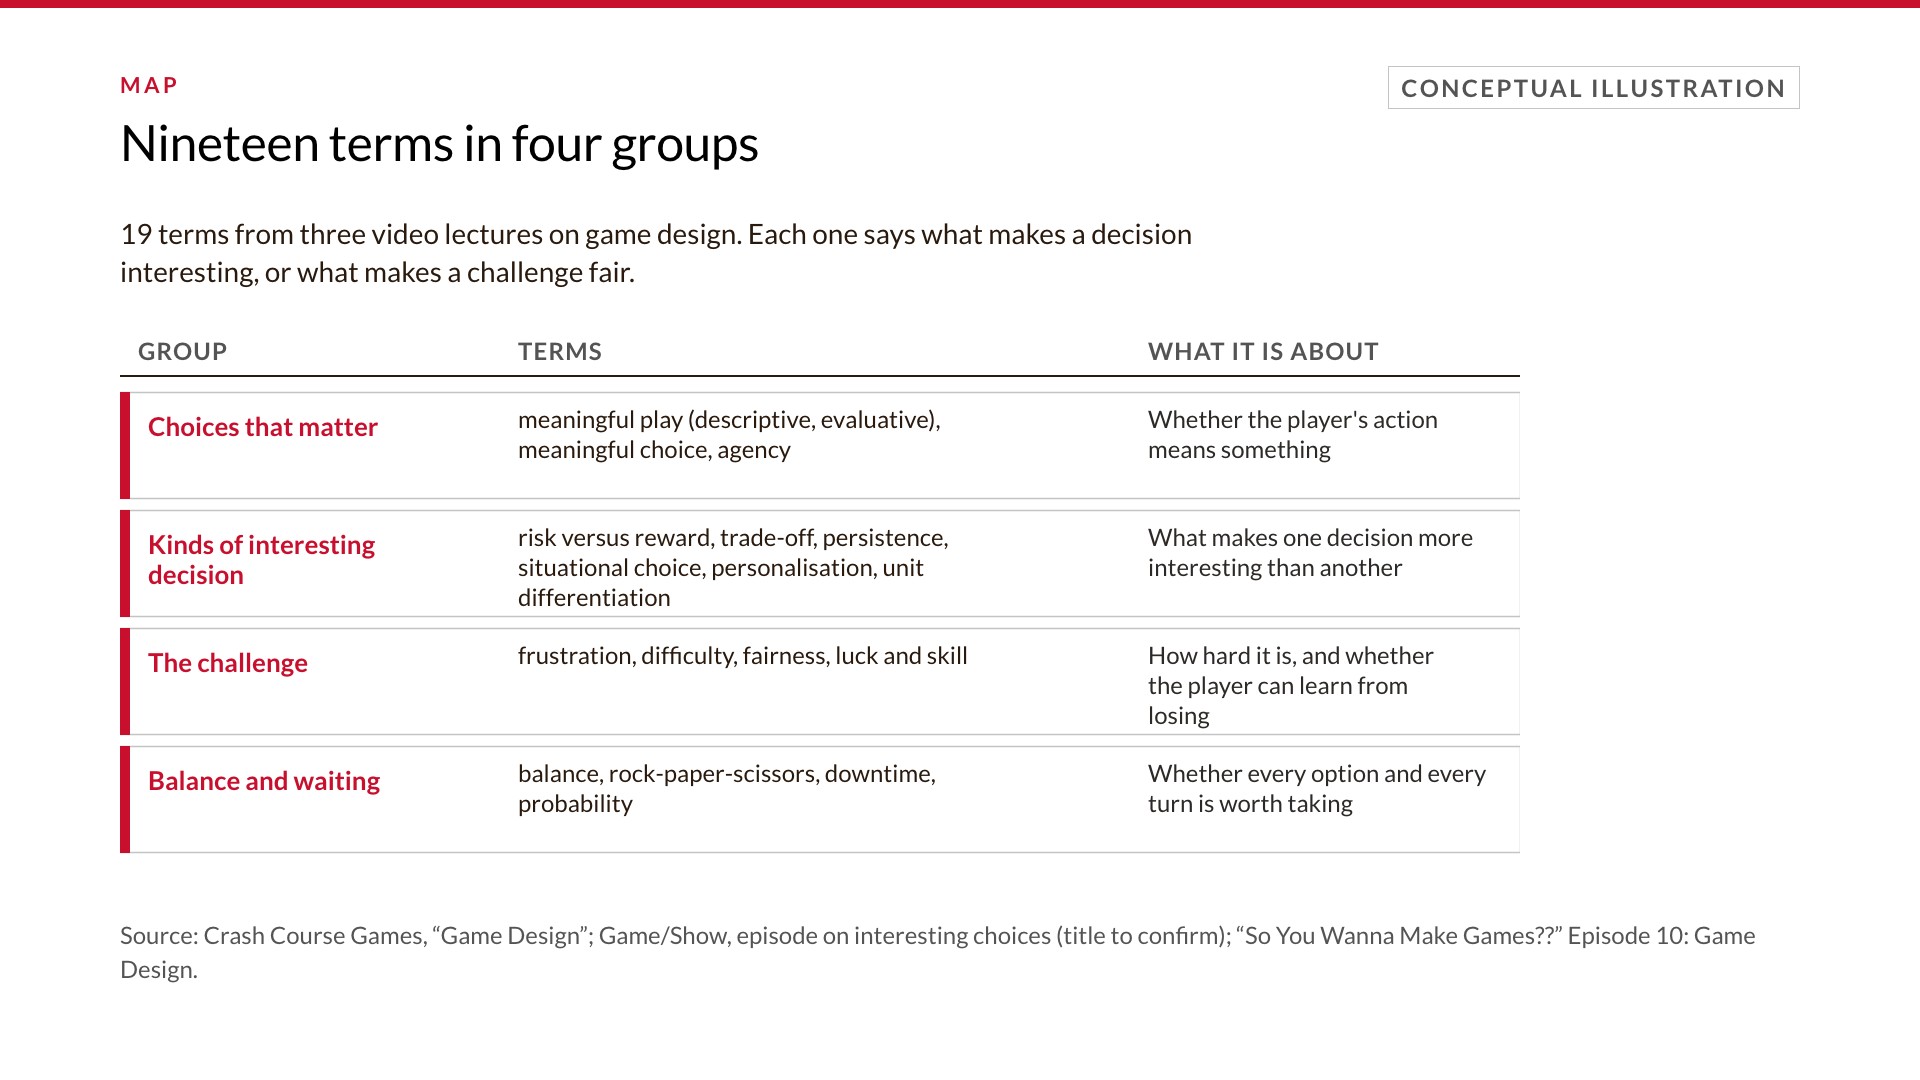 MAP
CONCEPTUAL ILLUSTRATION
Nineteen terms in four groups
19 terms from three video lectures on game design. Each one says what makes a decision
interesting, or what makes a challenge fair.
GROUP TERMS WHAT IT IS ABOUT
Choices that matter
meaningful play (descriptive, evaluative),
meaningful choice, agency
Whether the player's action
means something
Kinds of interesting
decision
risk versus reward, trade-off, persistence,
situational choice, personalisation, unit
differentiation
What makes one decision more
interesting than another
The challenge
frustration, difficulty, fairness, luck and skill
How hard it is, and whether
the player can learn from
losing
Balance and waiting
balance, rock-paper-scissors, downtime,
probability
Whether every option and every
turn is worth taking
Source: Crash Course Games, “Game Design”; Game/Show, episode on interesting choices (title to confirm); “So You Wanna Make Games??” Episode 10: Game
Design.